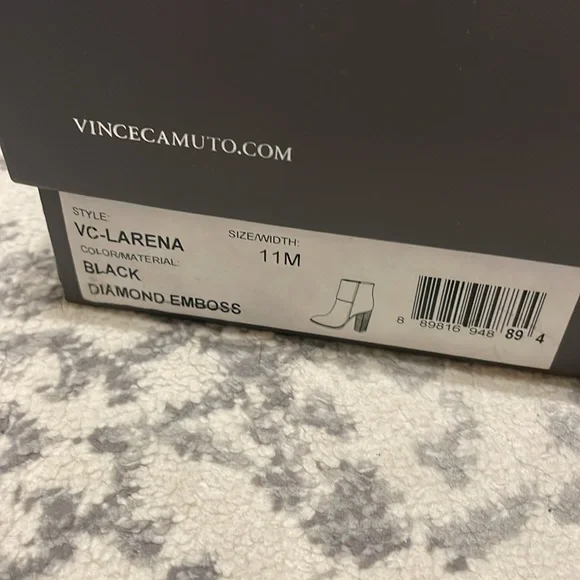 VINCECAMUTO.COM
STYLE:
VC-LARENA
SIZE/WIDTH:
11M
COLOR/MATERIAL:
BLACK
DIAMOND EMBOSS
8 89816 948 89 4